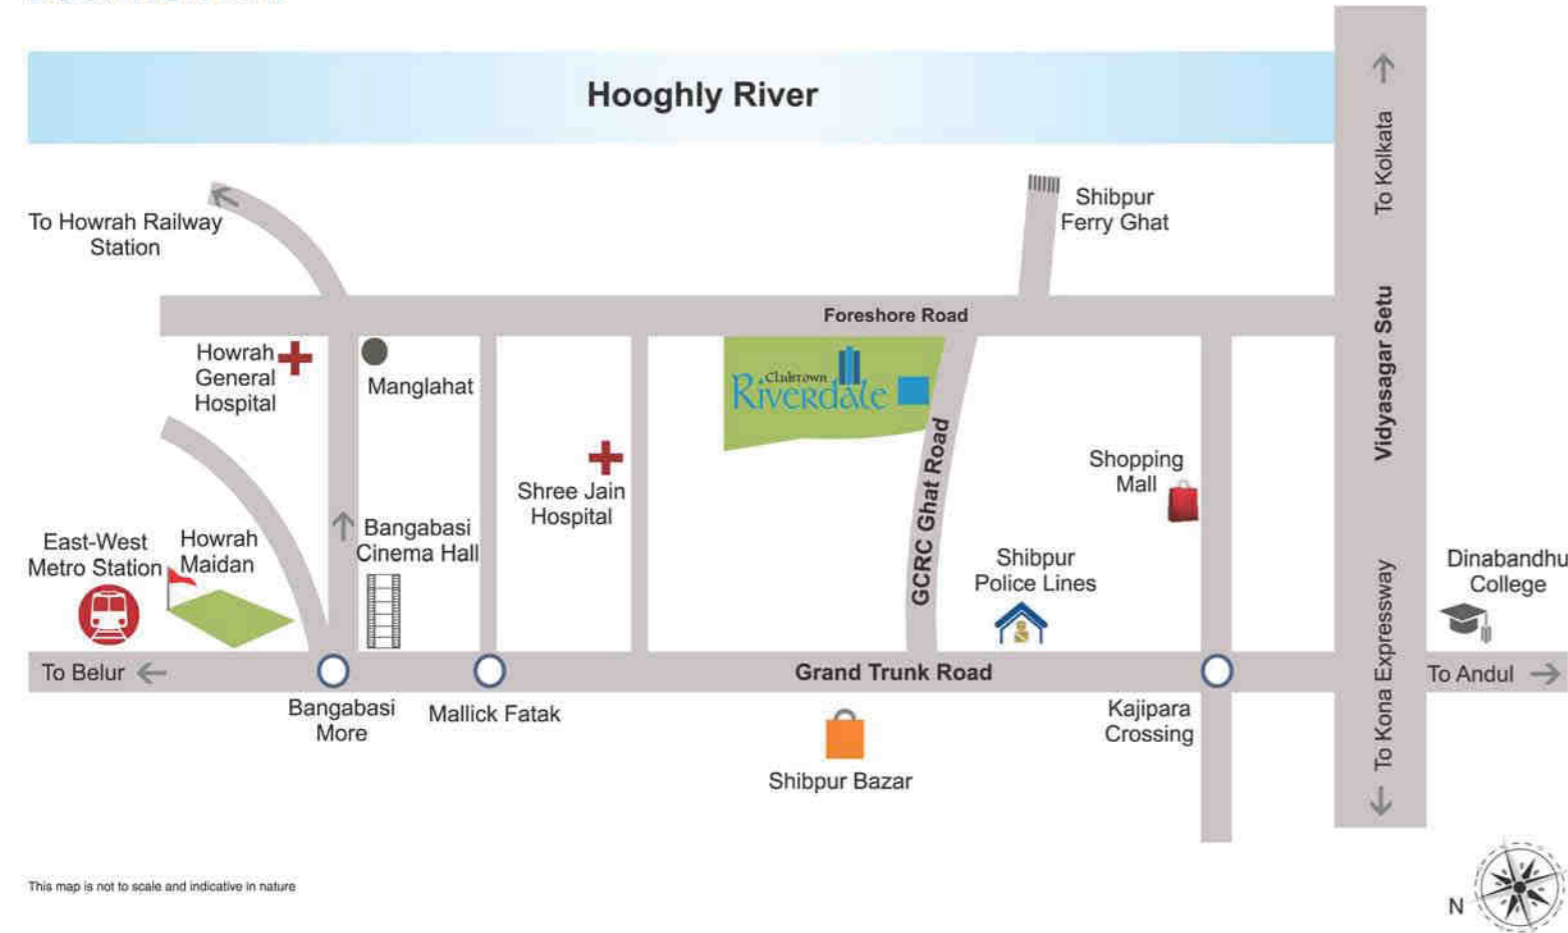 Hooghly River
To Kolkata
To Howrah Railway
Station
Shibpur
Ferry Ghat
Foreshore Road
Vidyasagar Setu
Howrah
General
Hospital
Manglahat
Clubtown
Riverdale
GCRC Ghat Road
Shree Jain
Hospital
Shopping
Mall
East-West
Metro Station
Howrah
Maidan
Bangabasi
Cinema Hall
Shibpur
Police Lines
Dinabandhu
College
To Belur
Grand Trunk Road
To Kona Expressway
To Andul
Bangabasi
More
Mallick Fatak
Kajipara
Crossing
Shibpur Bazar
This map is not to scale and indicative in nature
N